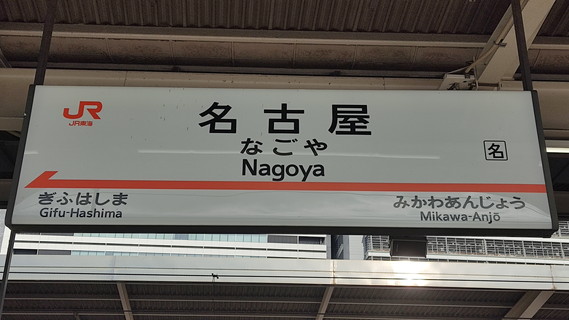 JR
JR東海
名古屋
なごや
Nagoya
名
ぎふはしま
Gifu-Hashima
みかわあんじょう
Mikawa-Anjō